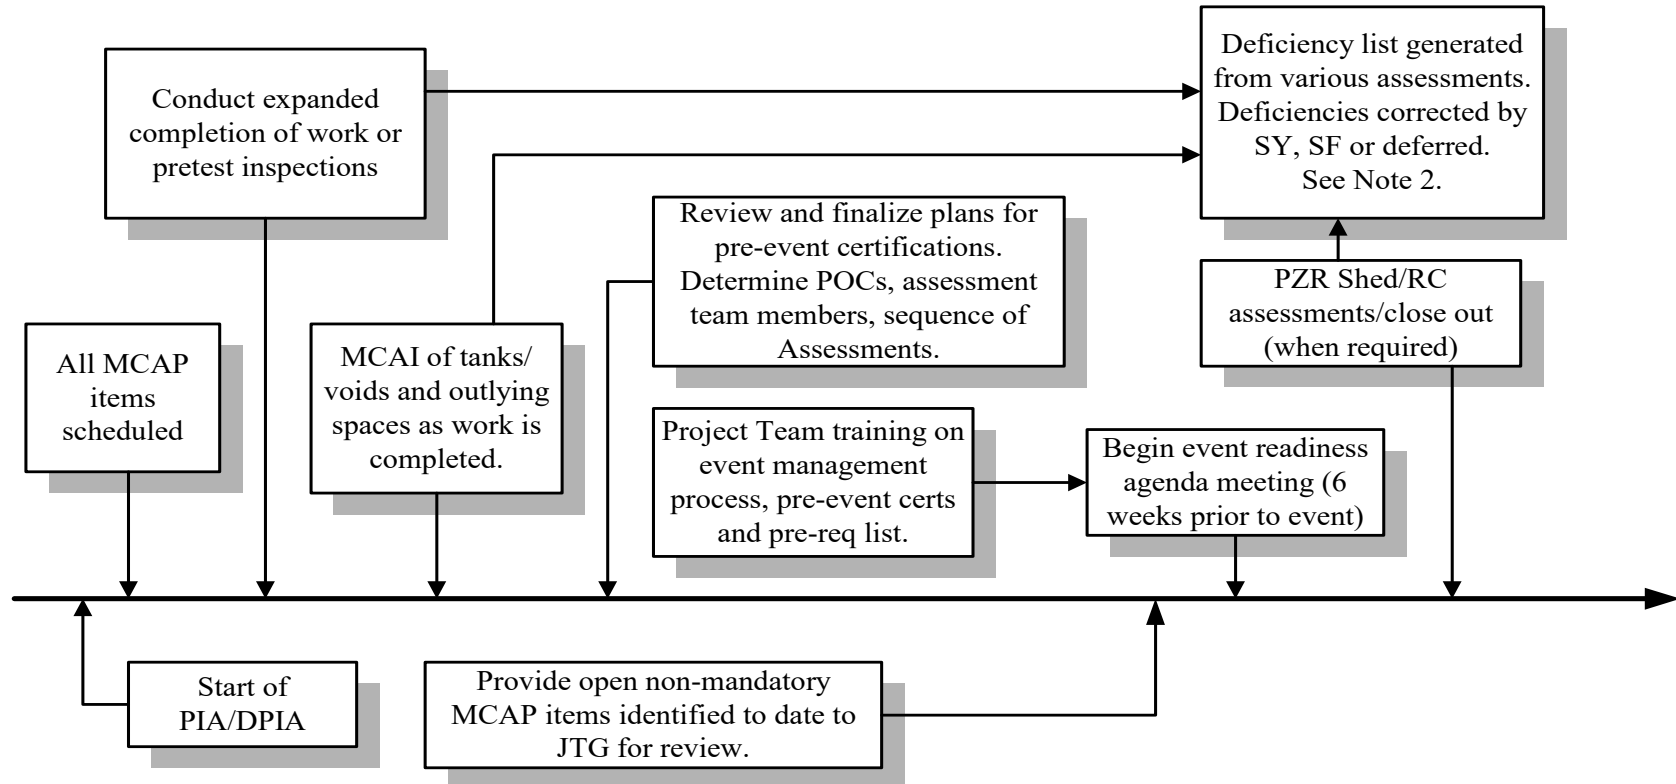 Conduct expanded
completion of work or
pretest inspections
Deficiency list generated
from various assessments.
Deficiencies corrected by
SY, SF or deferred.
See Note 2.
Review and finalize plans for
pre-event certifications.
Determine POCs, assessment
team members, sequence of
Assessments.
PZR Shed/RC
assessments/close out
(when required)
All MCAP
items
scheduled
MCAI of tanks/
voids and outlying
spaces as work is
completed.
Project Team training on
event management
process, pre-event certs
and pre-req list.
Begin event readiness
agenda meeting (6
weeks prior to event)
Start of
PIA/DPIA
Provide open non-mandatory
MCAP items identified to date to
JTG for review.